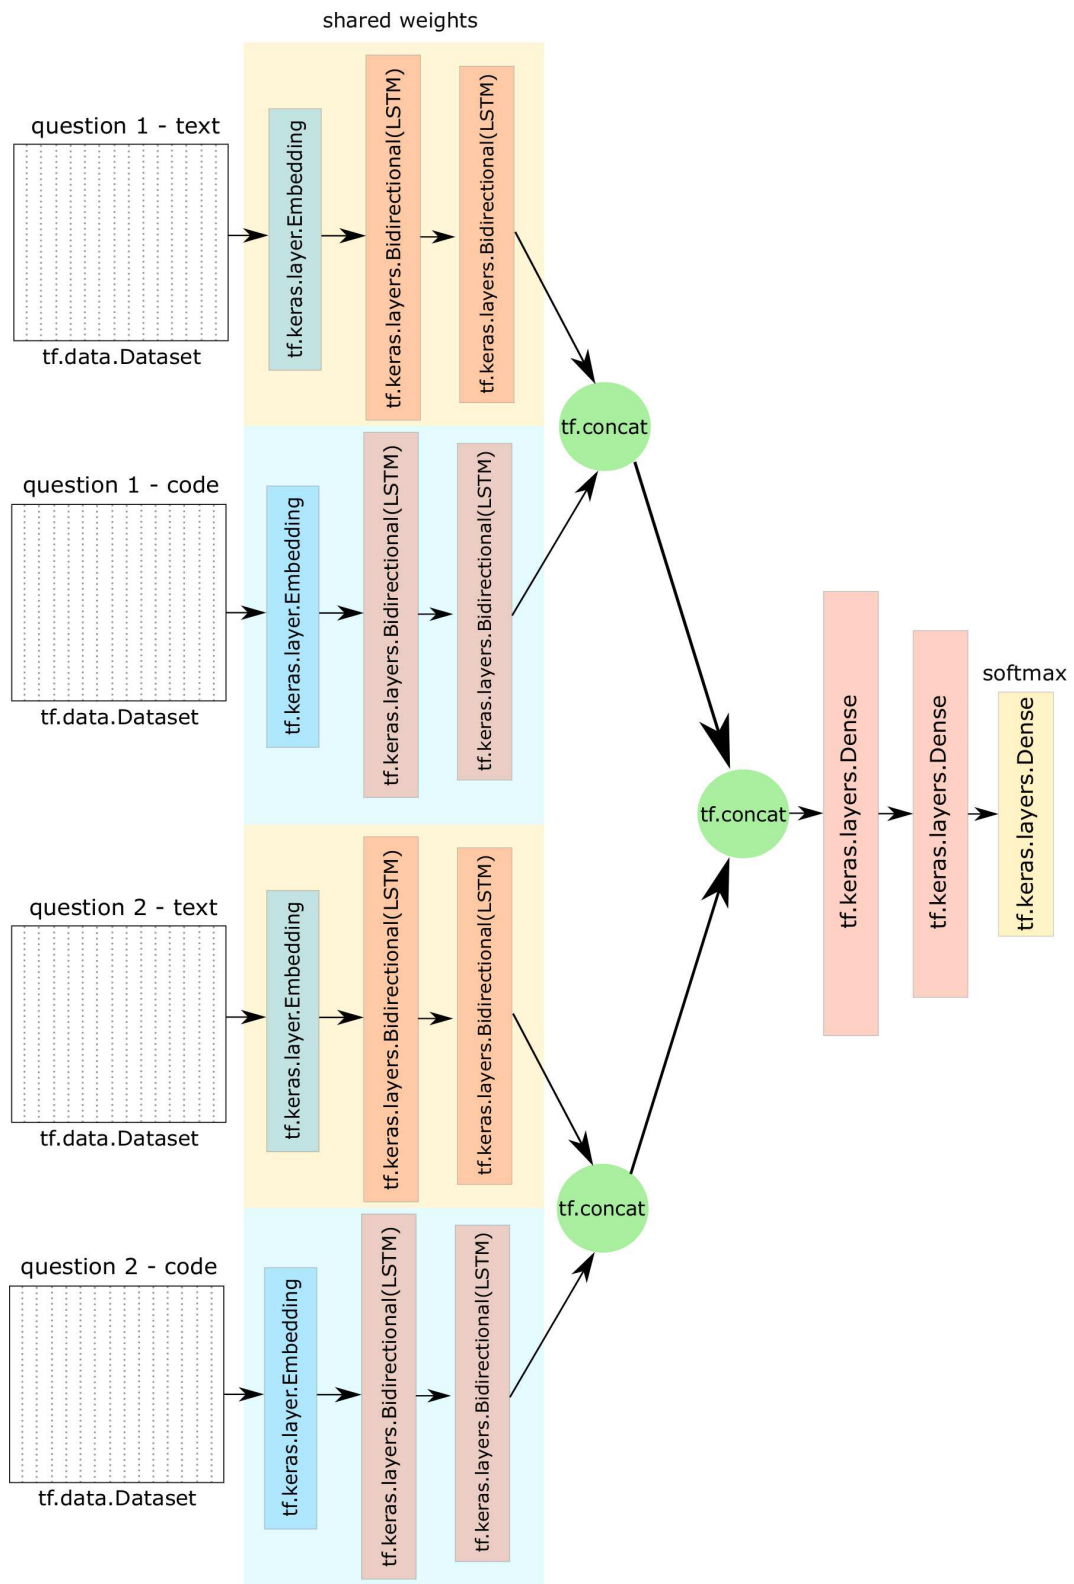 shared weights
question 1 - text
tf.data.Dataset
tf.keras.layer.Embedding
tf.keras.layers.Bidirectional(LSTM)
tf.keras.layers.Bidirectional(LSTM)
tf.concat
question 1 - code
tf.data.Dataset
tf.keras.layer.Embedding
tf.keras.layers.Bidirectional(LSTM)
tf.keras.layers.Bidirectional(LSTM)
tf.concat
tf.keras.layers.Dense
tf.keras.layers.Dense
softmax
tf.keras.layers.Dense
question 2 - text
tf.data.Dataset
tf.keras.layer.Embedding
tf.keras.layers.Bidirectional(LSTM)
tf.keras.layers.Bidirectional(LSTM)
tf.concat
question 2 - code
tf.data.Dataset
tf.keras.layer.Embedding
tf.keras.layers.Bidirectional(LSTM)
tf.keras.layers.Bidirectional(LSTM)